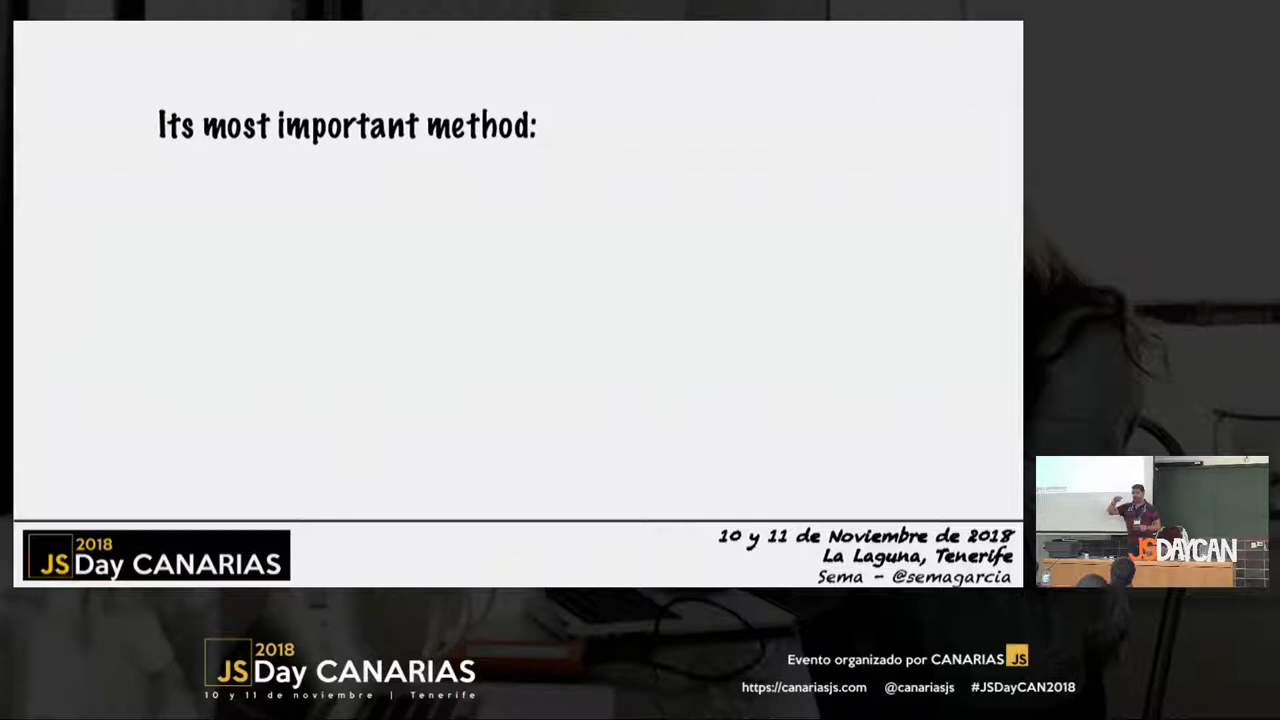 Its most important method:
2018
JS Day CANARIAS
10 y 11 de Noviembre de 2018
La Laguna, Tenerife
Sema - @semagarcia
JSDAYCAN
2018
JS Day CANARIAS
10 y 11 de noviembre | Tenerife
Evento organizado por CANARIAS JS
https://canariasjs.com @canariasjs #JSDayCAN2018